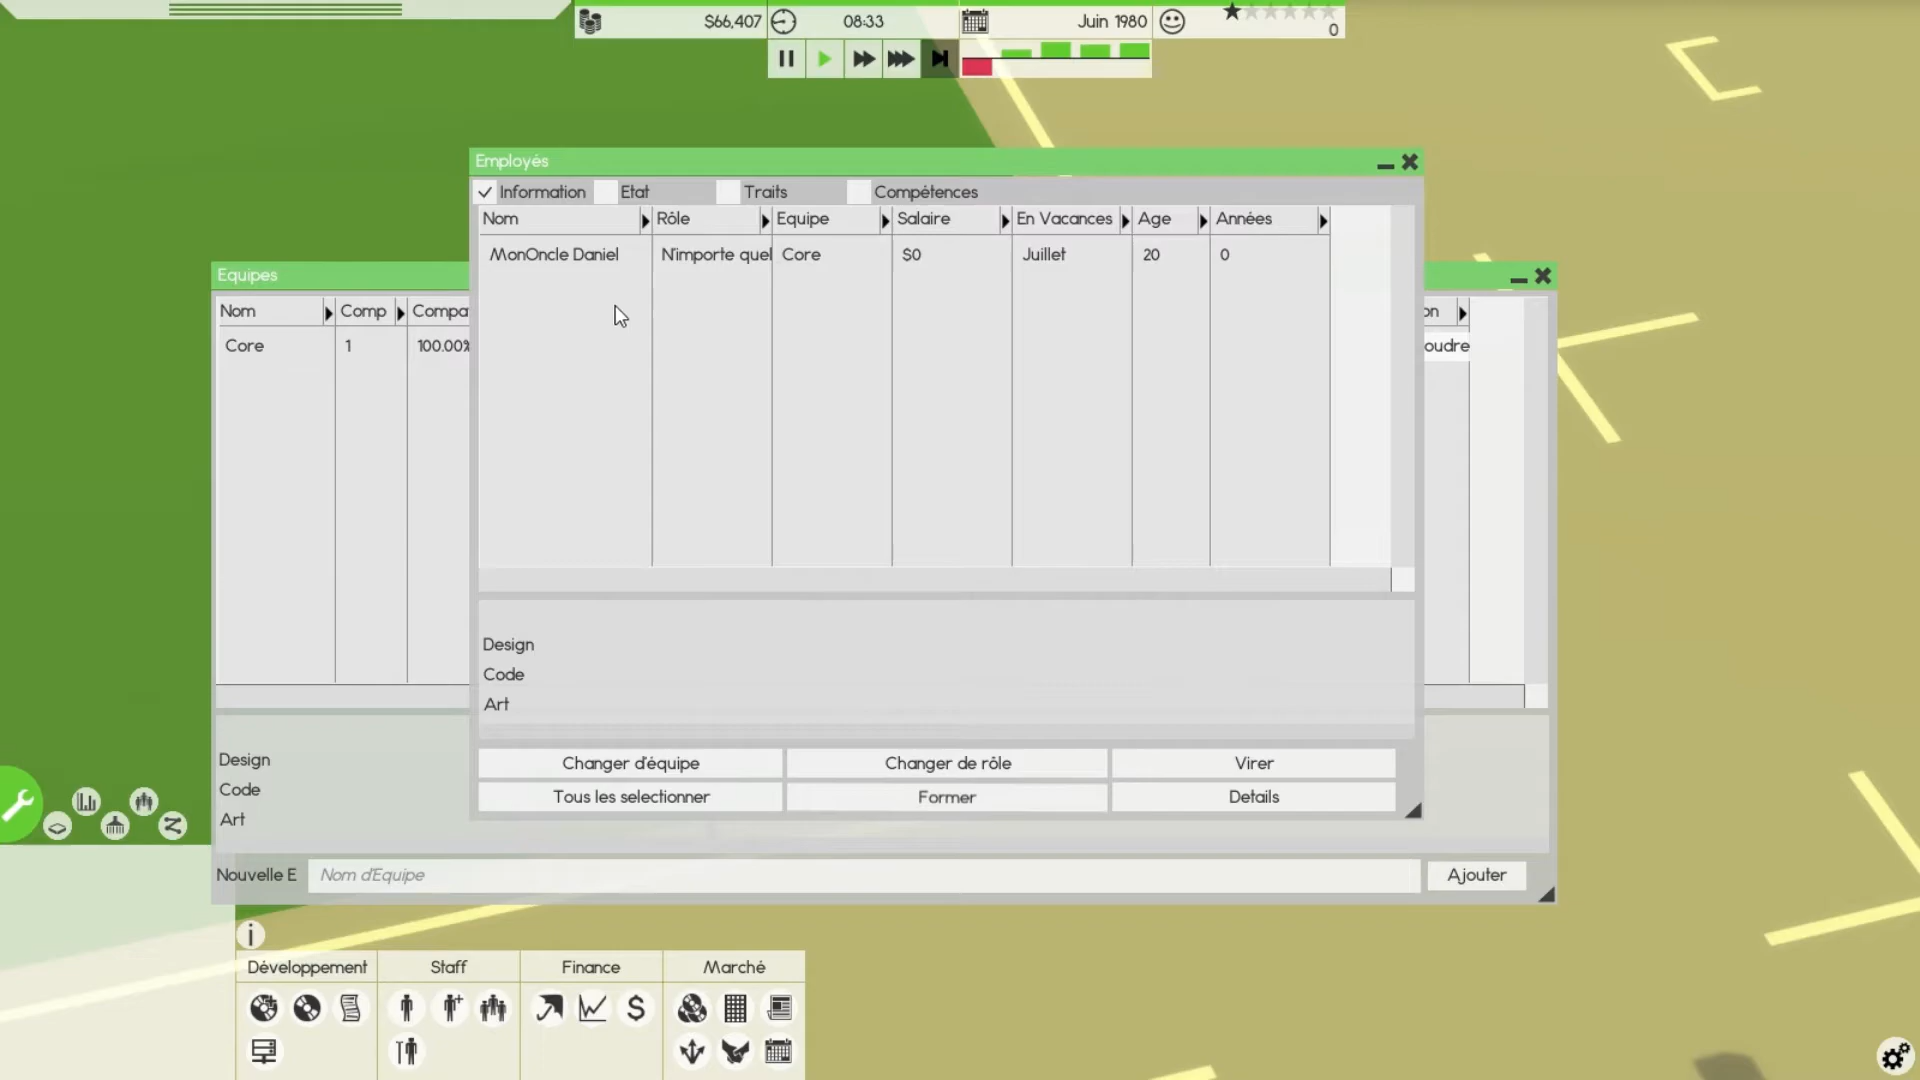 $66,407
08:33
Juin 1980
0
Employés
Information
Etat
Traits
Compétences
Nom
Rôle
Equipe
Salaire
En Vacances
Age
Années
MonOncle Daniel
N'importe quel
Core
$0
Juillet
20
0
Equipes
Nom
Comp
Compa
on
Core
1
100.00%
oudre
Design
Code
Art
Changer d'équipe
Changer de rôle
Virer
Tous les selectionner
Former
Details
Design
Code
Art
Nouvelle E
Nom d'Equipe
Ajouter
Développement
Staff
Finance
Marché